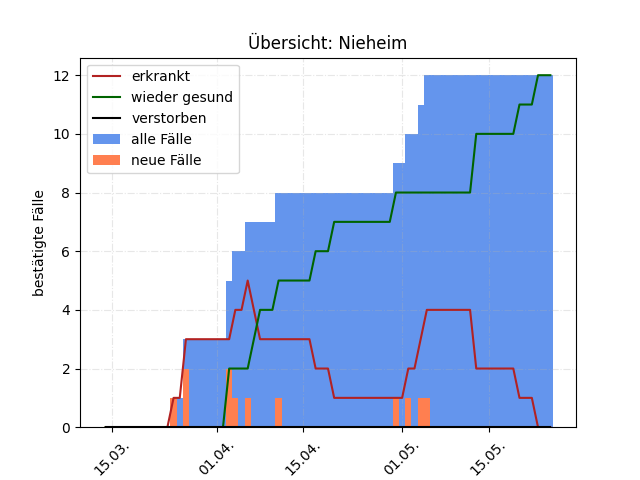 Übersicht: Nieheim
erkrankt
wieder gesund
verstorben
alle Fälle
neue Fälle
bestätigte Fälle
12
10
8
6
4
2
0
15.03.
01.04.
15.04.
01.05.
15.05.